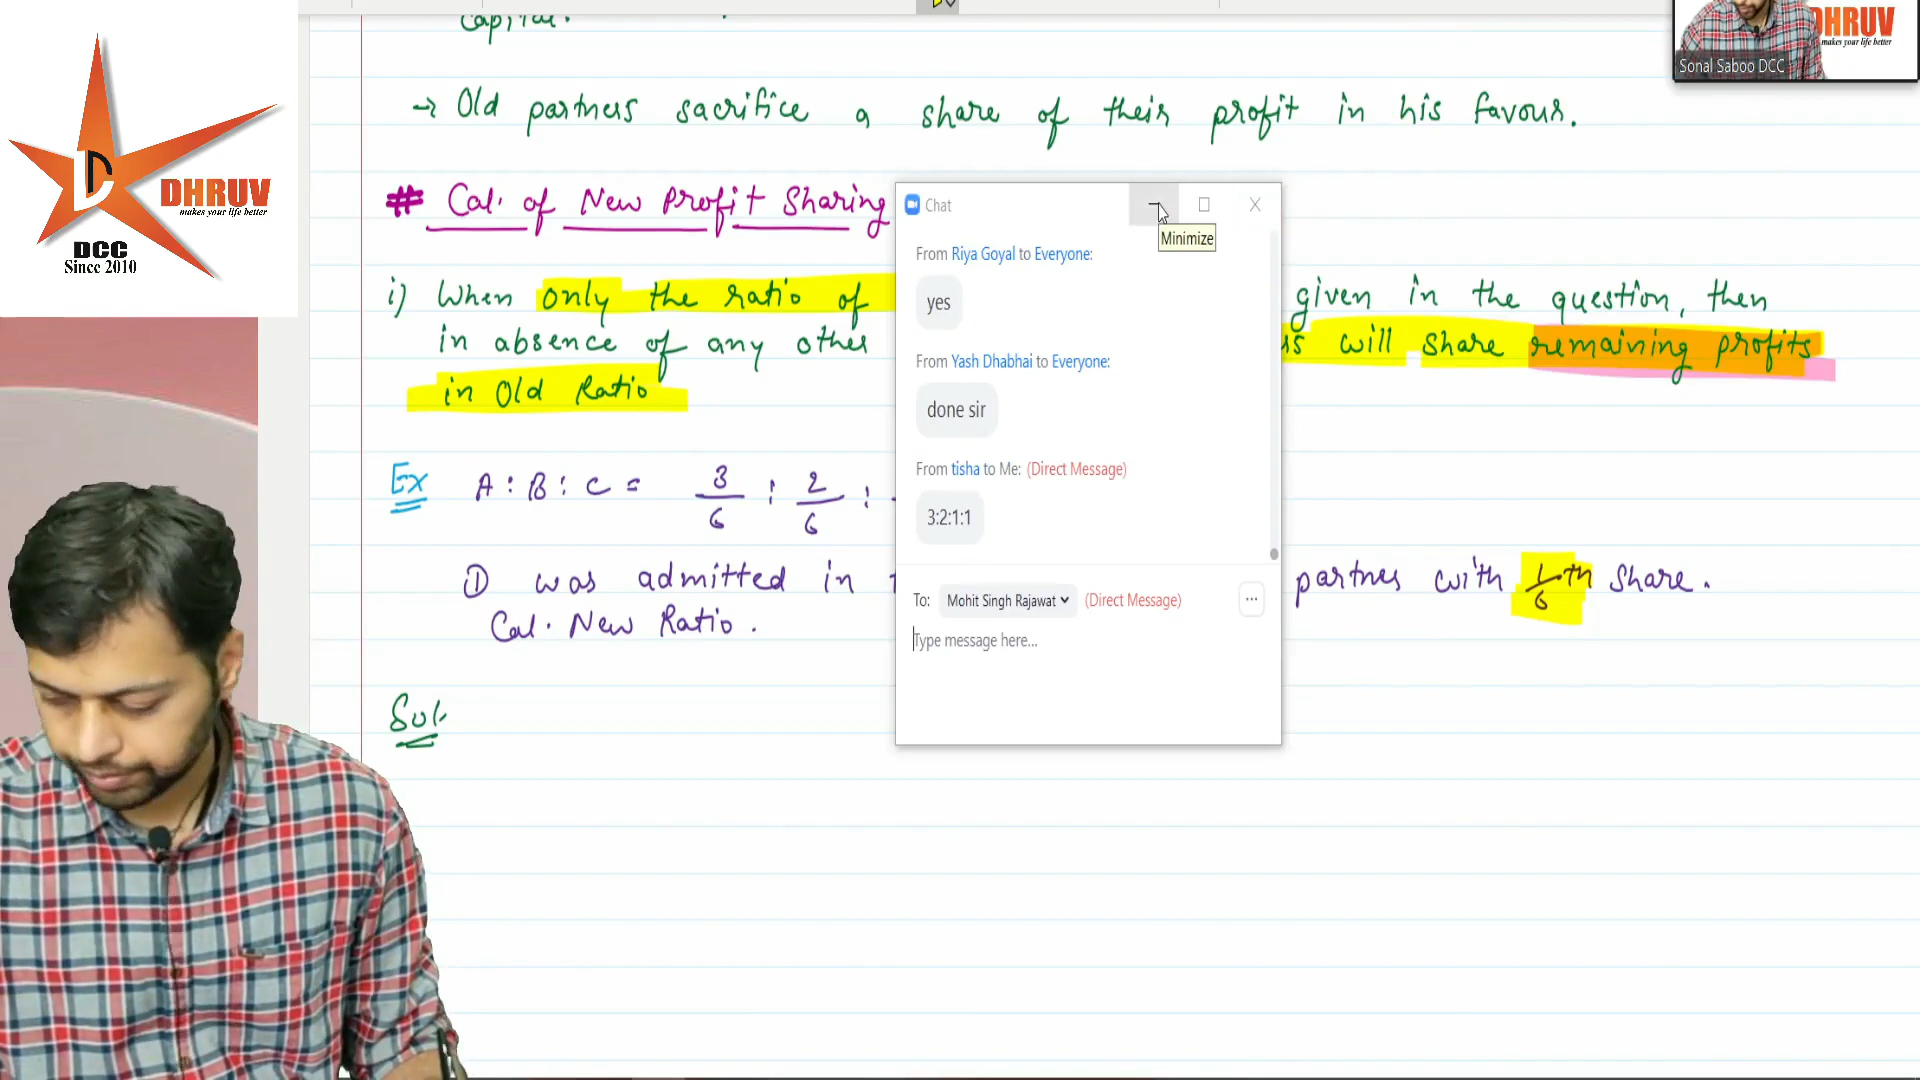 Capital.
DHRUV
makes your life better
Sonal Saboo DCC
→ Old partners sacrifice a share of their profit in his favour.
DHRUV
makes your life better
DCC
Since 2010
# Cal. of New Profit Sharing
Chat
Minimize
From Riya Goyal to Everyone:
yes
From Yash Dhabhai to Everyone:
done sir
From tisha to Me: (Direct Message)
3:2:1:1
To: Mohit Singh Rajawat (Direct Message)
Type message here...
i) When only the ratio of given in the question, then
in absence of any other will share remaining profits
in Old Ratio
Ex A : B : C = 3/6 : 2/6 :
D was admitted in partner with 1/6 th share.
Cal. New Ratio.
Sol.